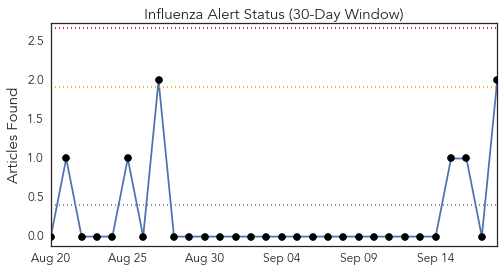 Influenza Alert Status (30-Day Window)
Articles Found
2.5
2.0
1.5
1.0
0.5
0.0
Aug 20 Aug 25 Aug 30 Sep 04 Sep 09 Sep 14